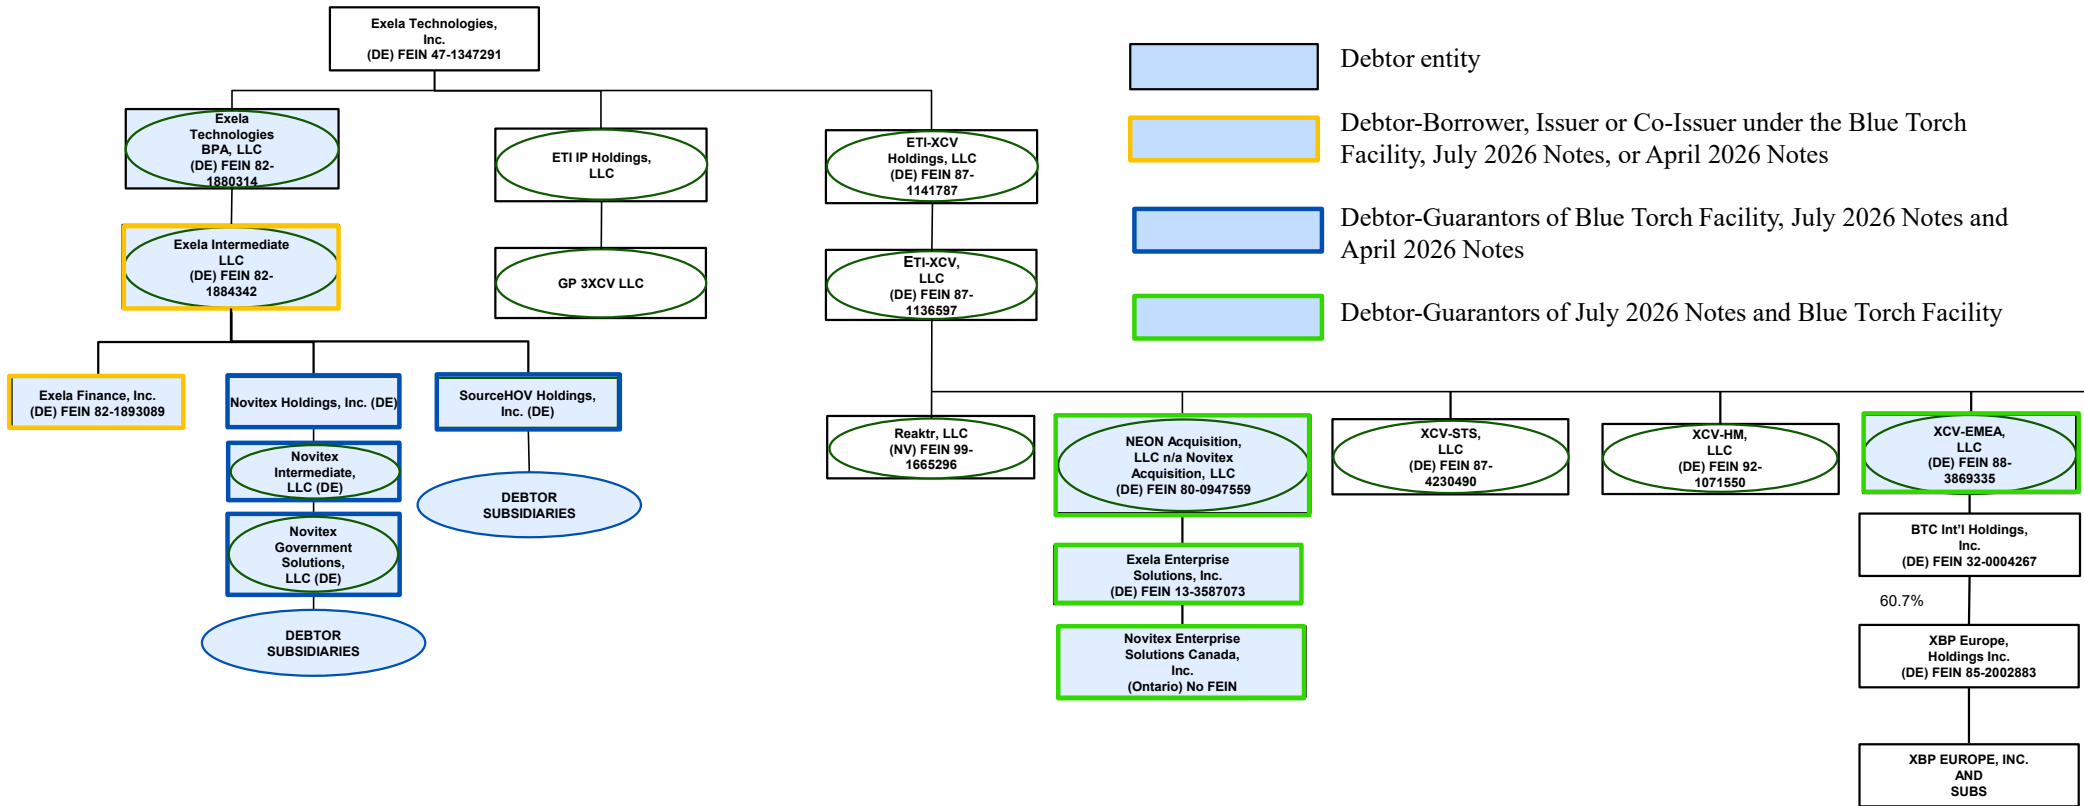 Exela Technologies,
Inc.
(DE) FEIN 47-1347291
Debtor entity
Debtor-Borrower, Issuer or Co-Issuer under the Blue Torch
Facility, July 2026 Notes, or April 2026 Notes
Debtor-Guarantors of Blue Torch Facility, July 2026 Notes and
April 2026 Notes
Debtor-Guarantors of July 2026 Notes and Blue Torch Facility
Exela
Technologies
BPA, LLC
(DE) FEIN 82-
1880314
ETI IP Holdings,
LLC
ETI-XCV
Holdings, LLC
(DE) FEIN 87-
1141787
Exela Intermediate
LLC
(DE) FEIN 82-
1884342
GP 3XCV LLC
ETI-XCV,
LLC
(DE) FEIN 87-
1136597
Exela Finance, Inc.
(DE) FEIN 82-1893089
Novitex Holdings, Inc. (DE)
SourceHOV Holdings,
Inc. (DE)
Novitex
Intermediate,
LLC (DE)
DEBTOR
SUBSIDIARIES
Novitex
Government
Solutions,
LLC (DE)
DEBTOR
SUBSIDIARIES
Reaktr, LLC
(NV) FEIN 99-
1665296
NEON Acquisition,
LLC n/a Novitex
Acquisition, LLC
(DE) FEIN 80-0947559
XCV-STS,
LLC
(DE) FEIN 87-
4230490
XCV-HM,
LLC
(DE) FEIN 92-
1071550
XCV-EMEA,
LLC
(DE) FEIN 88-
3869335
Exela Enterprise
Solutions, Inc.
(DE) FEIN 13-3587073
Novitex Enterprise
Solutions Canada,
Inc.
(Ontario) No FEIN
BTC Int'l Holdings,
Inc.
(DE) FEIN 32-0004267
60.7%
XBP Europe,
Holdings Inc.
(DE) FEIN 85-2002883
XBP EUROPE, INC.
AND
SUBS